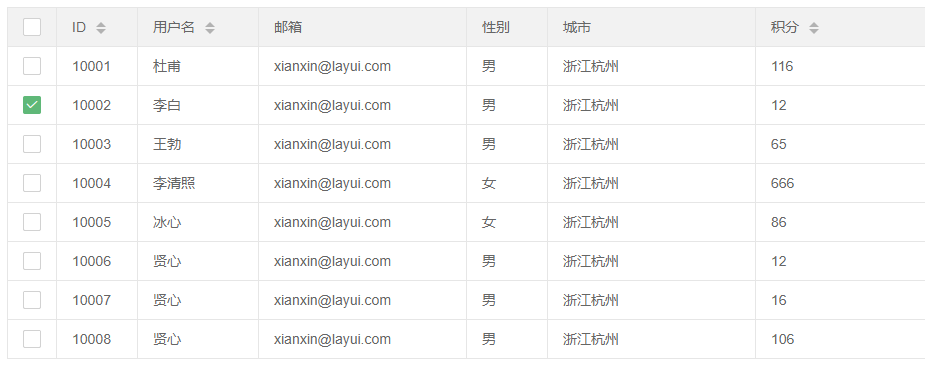 ID 用户名 邮箱 性别 城市 积分
10001 杜甫 xianxin@layui.com 男 浙江杭州 116
10002 李白 xianxin@layui.com 男 浙江杭州 12
10003 王勃 xianxin@layui.com 男 浙江杭州 65
10004 李清照 xianxin@layui.com 女 浙江杭州 666
10005 冰心 xianxin@layui.com 女 浙江杭州 86
10006 贤心 xianxin@layui.com 男 浙江杭州 12
10007 贤心 xianxin@layui.com 男 浙江杭州 16
10008 贤心 xianxin@layui.com 男 浙江杭州 106